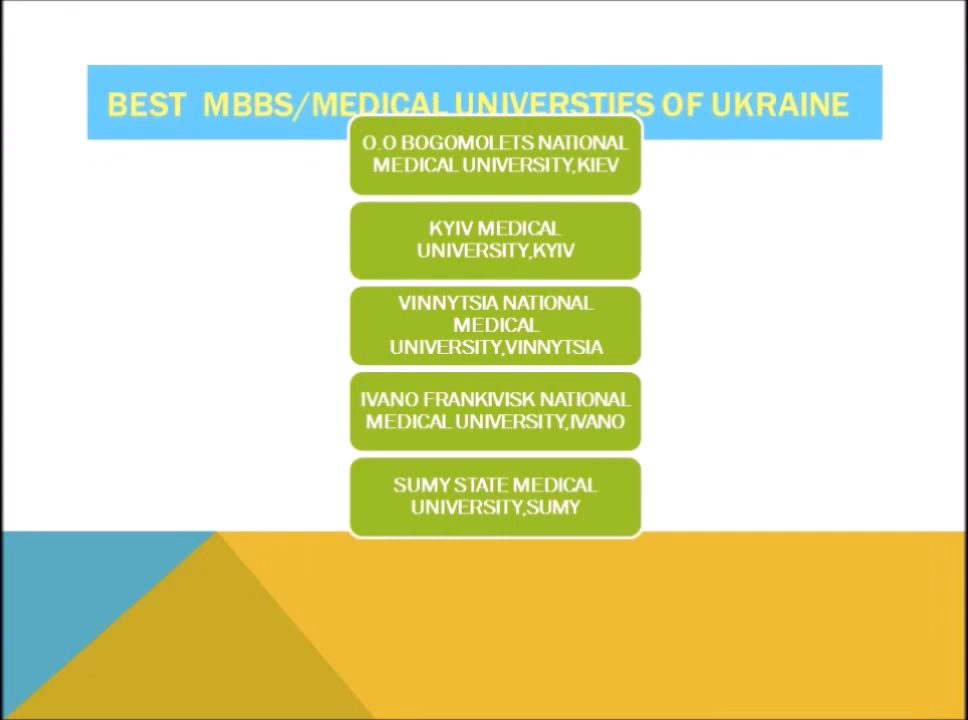 BEST MBBS/MEDICAL UNIVERSTIES OF UKRAINE
O.O BOGOMOLETS NATIONAL
MEDICAL UNIVERSITY,KIEV
KYIV MEDICAL
UNIVERSITY,KYIV
VINNYTSIA NATIONAL
MEDICAL
UNIVERSITY,VINNYTSIA
IVANO FRANKIVISK NATIONAL
MEDICAL UNIVERSITY,IVANO
SUMY STATE MEDICAL
UNIVERSITY,SUMY